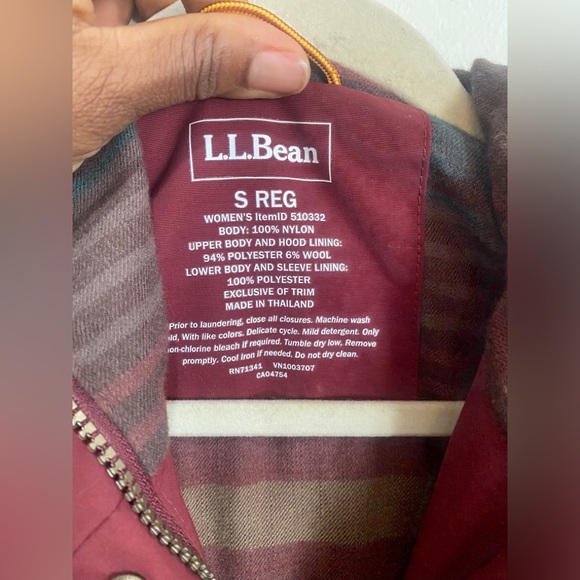 L.L.Bean
S REG
WOMEN'S ItemID 510332
BODY: 100% NYLON
UPPER BODY AND HOOD LINING:
94% POLYESTER 6% WOOL
LOWER BODY AND SLEEVE LINING:
100% POLYESTER
EXCLUSIVE OF TRIM
MADE IN THAILAND
Prior to laundering, close all closures. Machine wash
With like colors. Delicate cycle. Mild detergent. Only
bleach if required. Tumble dry low, Remove
promptly. Cool iron if needed. Do not dry clean.
RN71341 VN1003707
CA04754